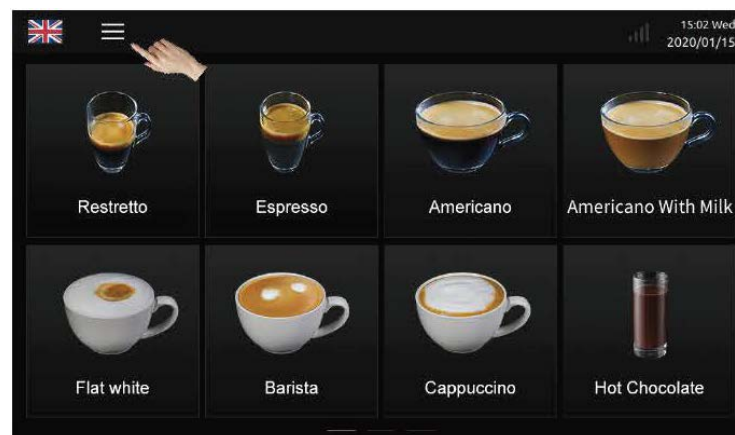 15:02 Wed
2020/01/15
Restretto
Espresso
Americano
Americano With Milk
Flat white
Barista
Cappuccino
Hot Chocolate